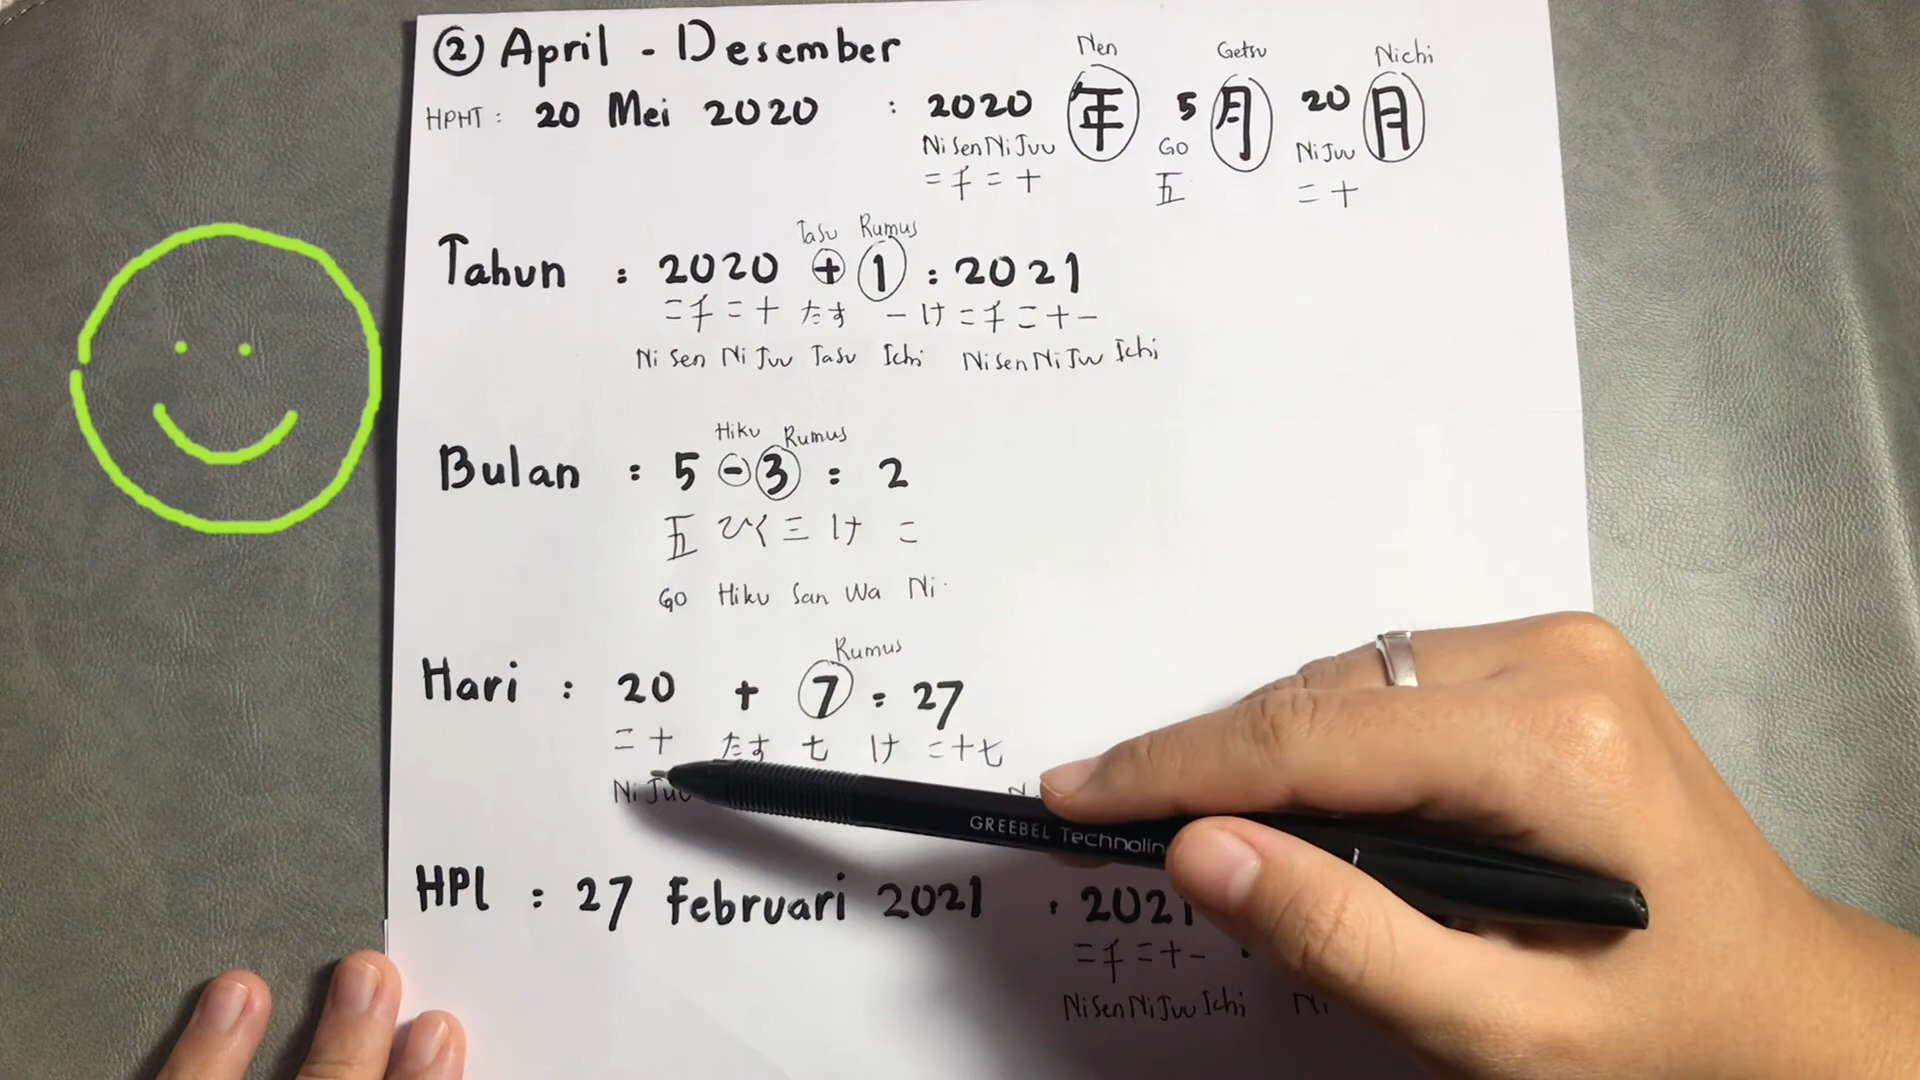 ② April - Desember
Nen Getsu Nichi
HPHT : 20 Mei 2020 : 2020 年 5 月 20 月
Ni Sen Ni Juu Go Ni Juu
二千二十 五 二十
Tasu Rumus
Tahun : 2020 + 1 : 2021
二千二十 たす 一 け 二千二十一
Ni Sen Ni Juu Tasu Ichi Ni Sen Ni Juu Ichi
Hiku Rumus
Bulan : 5 - 3 : 2
五 ひく 三 け 二
Go Hiku San Wa Ni
Rumus
Hari : 20 + 7 = 27
二十 たす 七 け 二十七
Ni Juu
GREEBEL Technolin
HPL : 27 Februari 2021 : 2021
二千二十一
Ni Sen Ni Juu Ichi Ni